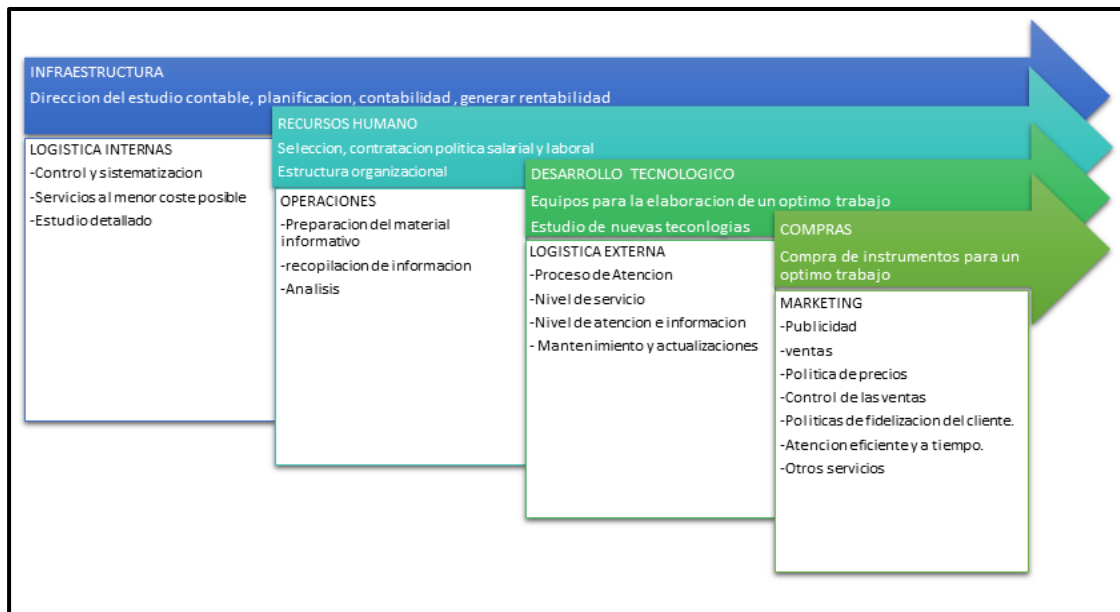 INFRAESTRUCTURA
Direccion del estudio contable, planificacion, contabilidad , generar rentabilidad
RECURSOS HUMANO
Seleccion, contratacion politica salarial y laboral
Estructura organizacional
DESARROLLO TECNOLOGICO
Equipos para la elaboracion de un optimo trabajo
Estudio de nuevas teconlogias
COMPRAS
Compra de instrumentos para un
optimo trabajo
LOGISTICA INTERNAS
-Control y sistematizacion
-Servicios al menor coste posible
-Estudio detallado
OPERACIONES
-Preparacion del material
informativo
-recopilacion de informacion
-Analisis
LOGISTICA EXTERNA
-Proceso de Atencion
-Nivel de servicio
-Nivel de atencion e informacion
- Mantenimiento y actualizaciones
MARKETING
-Publicidad
-ventas
-Politica de precios
-Control de las ventas
-Politicas de fidelizacion del cliente.
-Atencion eficiente y a tiempo.
-Otros servicios